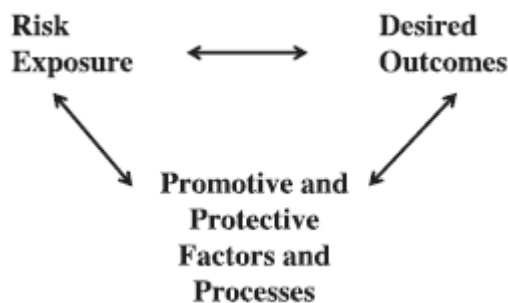 Risk
Exposure
Desired
Outcomes
Promotive and
Protective
Factors and
Processes